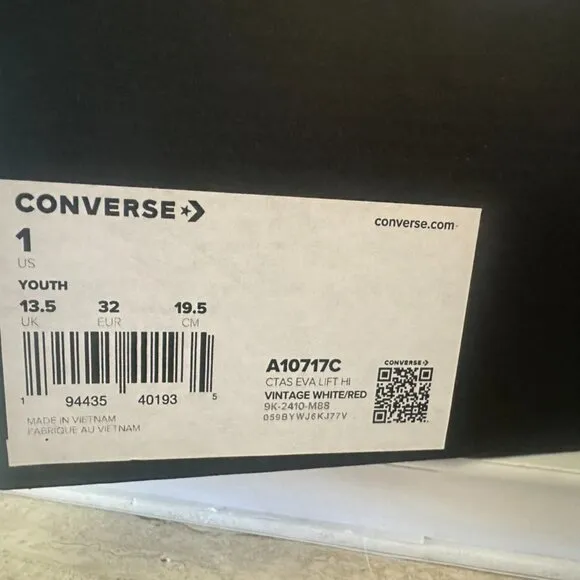 CONVERSE
converse.com
1
US
YOUTH
13.5 32 19.5
UK EUR CM
1 94435 40193 5
MADE IN VIETNAM
FABRIQUE AU VIETNAM
A10717C
CTAS EVA LIFT HI
VINTAGE WHITE/RED
9K-2410-M88
059BYWJ6KJ77V
CONVERSE